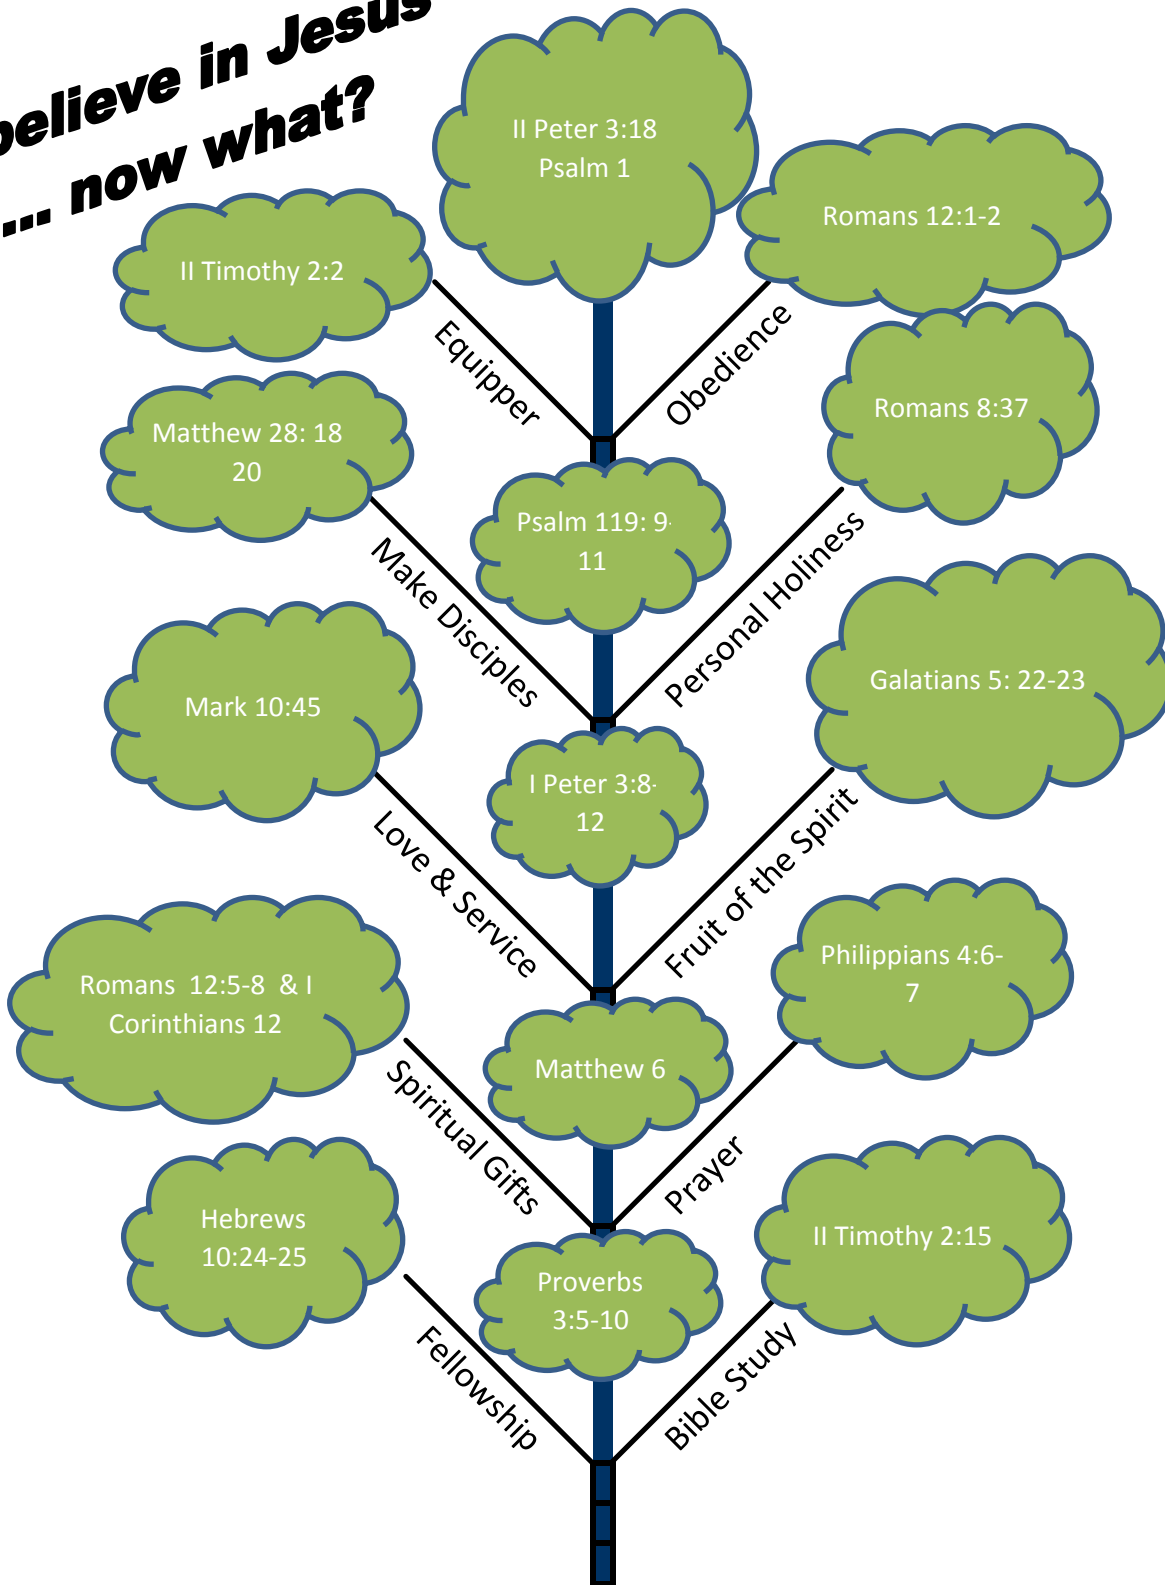 believe in Jesus
... now what?
II Peter 3:18
Psalm 1
Romans 12:1-2
II Timothy 2:2
Equipper
Obedience
Romans 8:37
Matthew 28: 18
20
Psalm 119: 9-
11
Make Disciples
Personal Holiness
Galatians 5: 22-23
Mark 10:45
I Peter 3:8-
12
Love & Service
Fruit of the Spirit
Philippians 4:6-
7
Romans 12:5-8 & I
Corinthians 12
Matthew 6
Spiritual Gifts
Prayer
Hebrews
10:24-25
II Timothy 2:15
Proverbs
3:5-10
Fellowship
Bible Study